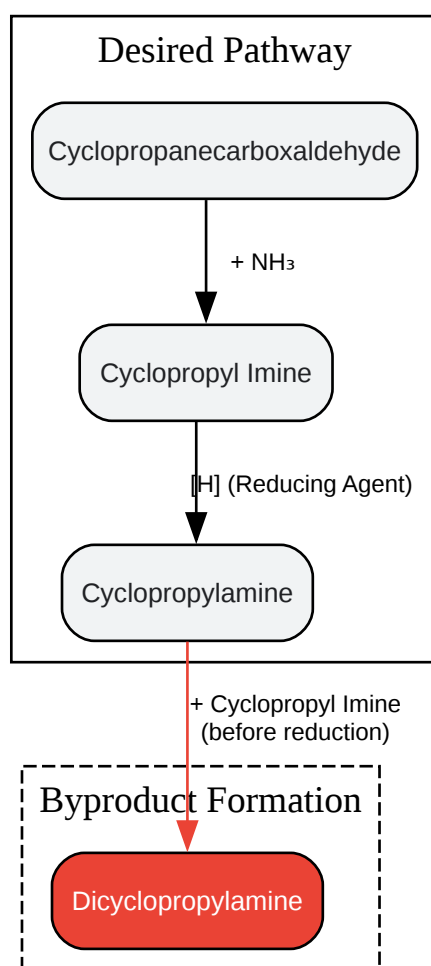 Desired Pathway
Cyclopropanecarboxaldehyde
+ NH₃
Cyclopropyl Imine
[H] (Reducing Agent)
Cyclopropylamine
+ Cyclopropyl Imine
(before reduction)
Byproduct Formation
Dicyclopropylamine